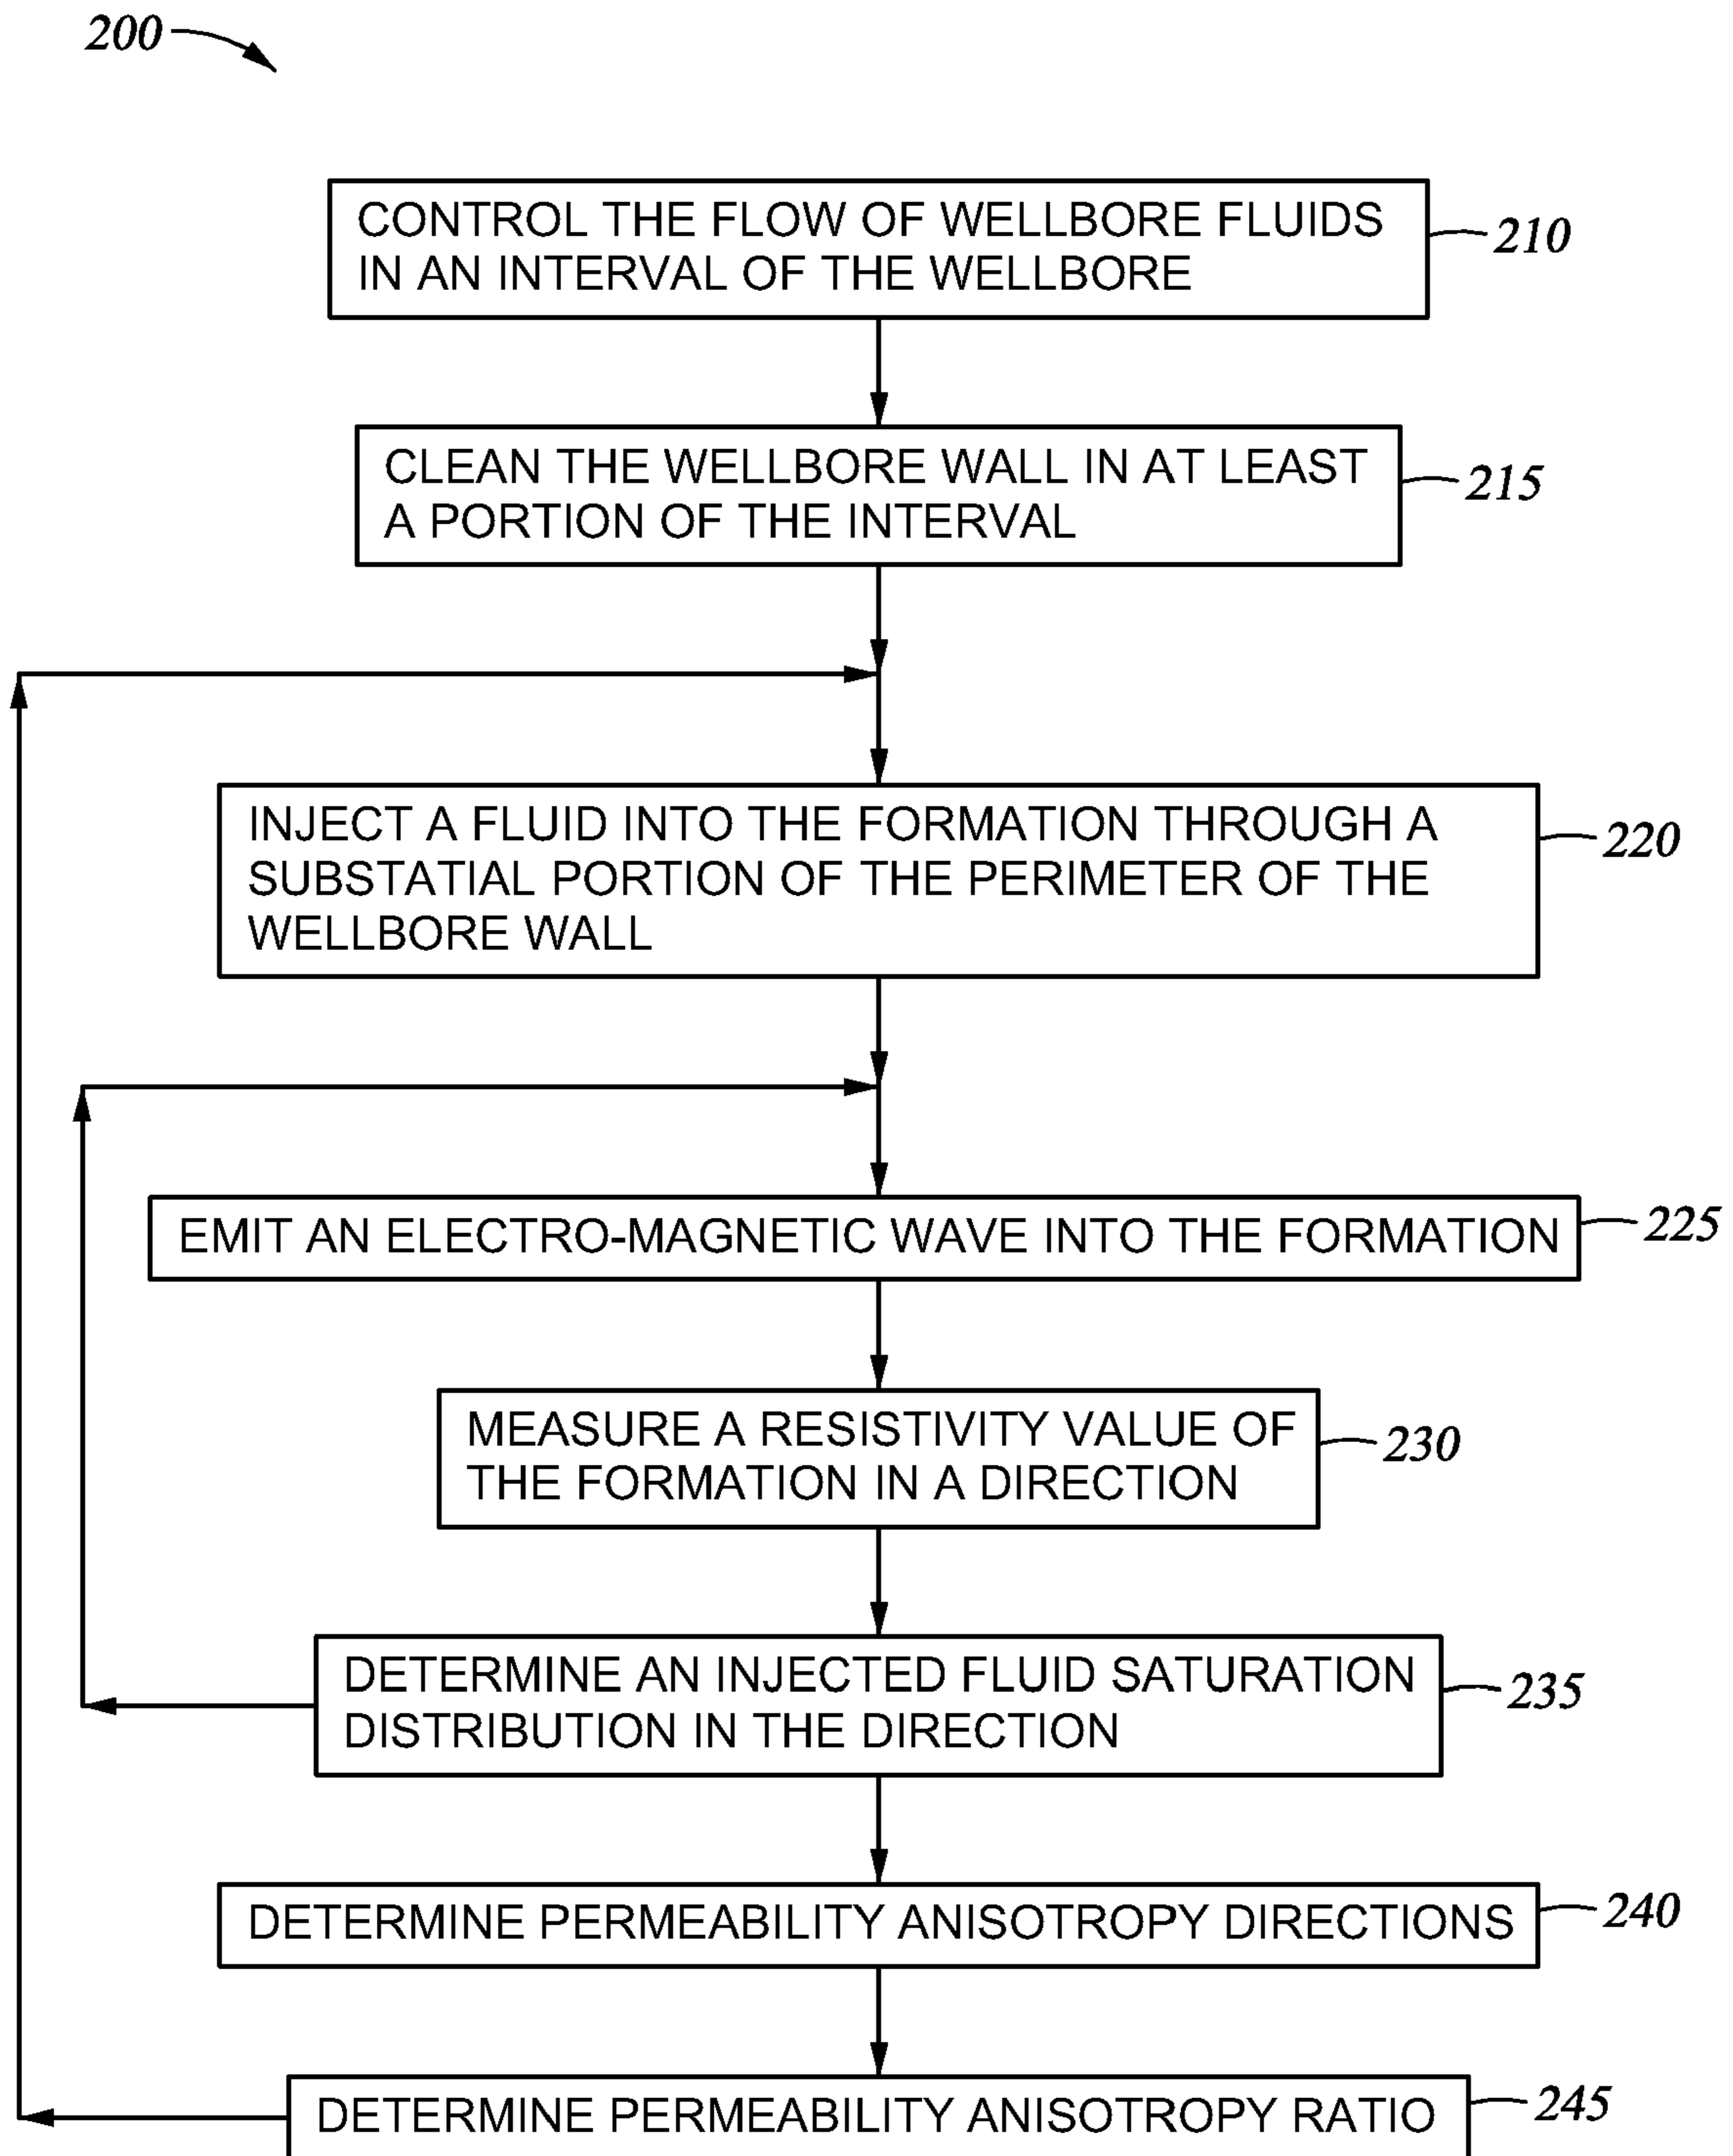 200
CONTROL THE FLOW OF WELLBORE FLUIDS
IN AN INTERVAL OF THE WELLBORE
210
CLEAN THE WELLBORE WALL IN AT LEAST
A PORTION OF THE INTERVAL
215
INJECT A FLUID INTO THE FORMATION THROUGH A
SUBSTATIAL PORTION OF THE PERIMETER OF THE
WELLBORE WALL
220
EMIT AN ELECTRO-MAGNETIC WAVE INTO THE FORMATION
225
MEASURE A RESISTIVITY VALUE OF
THE FORMATION IN A DIRECTION
230
DETERMINE AN INJECTED FLUID SATURATION
DISTRIBUTION IN THE DIRECTION
235
DETERMINE PERMEABILITY ANISOTROPY DIRECTIONS
240
DETERMINE PERMEABILITY ANISOTROPY RATIO
245